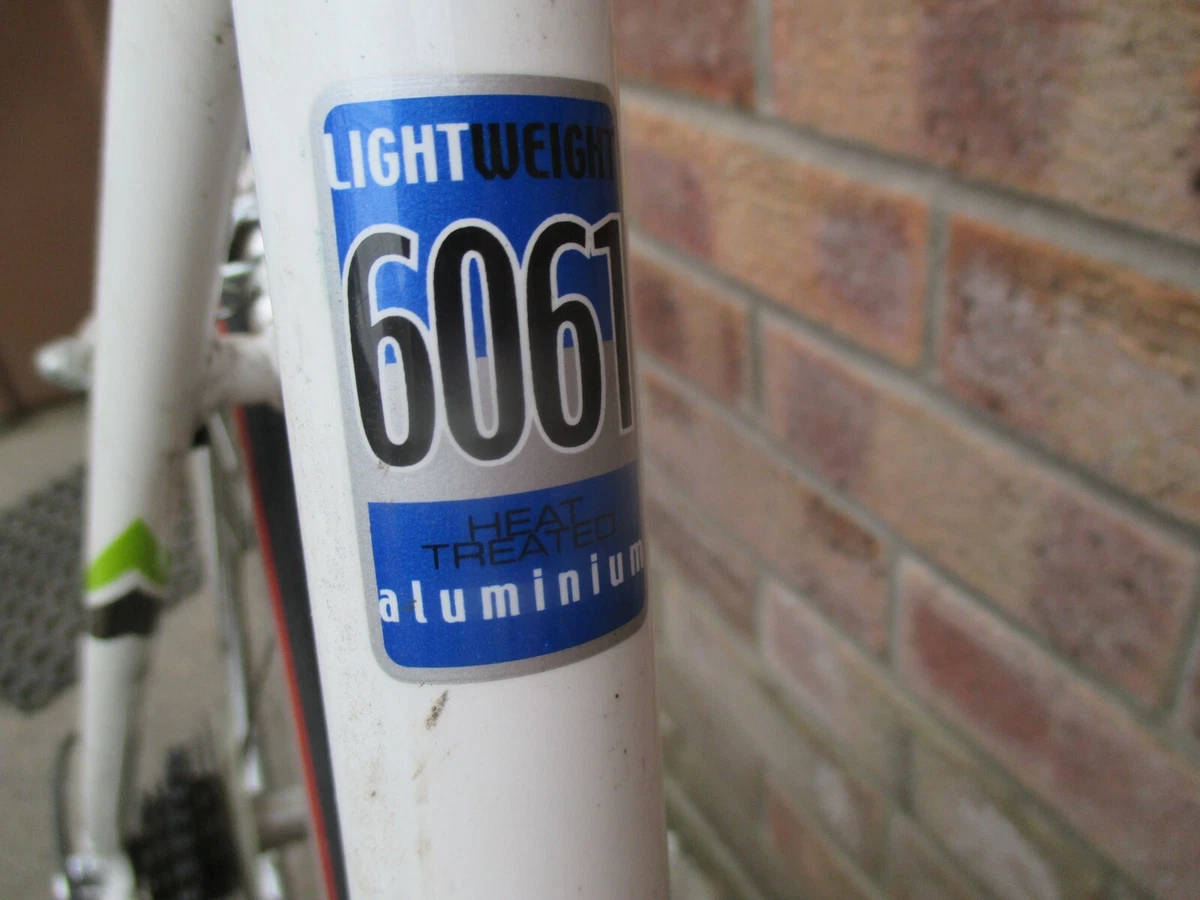 LIGHTWEIGHT
6061
HEAT
TREATED
aluminium